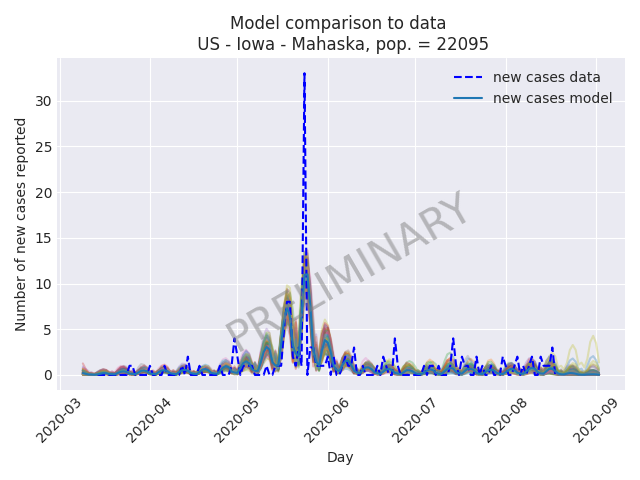 Model comparison to data
US - Iowa - Mahaska, pop. = 22095
Number of new cases reported
30
25
20
15
10
5
0
new cases data
new cases model
PRELIMINARY
2020-03
2020-04
2020-05
2020-06
2020-07
2020-08
2020-09
Day